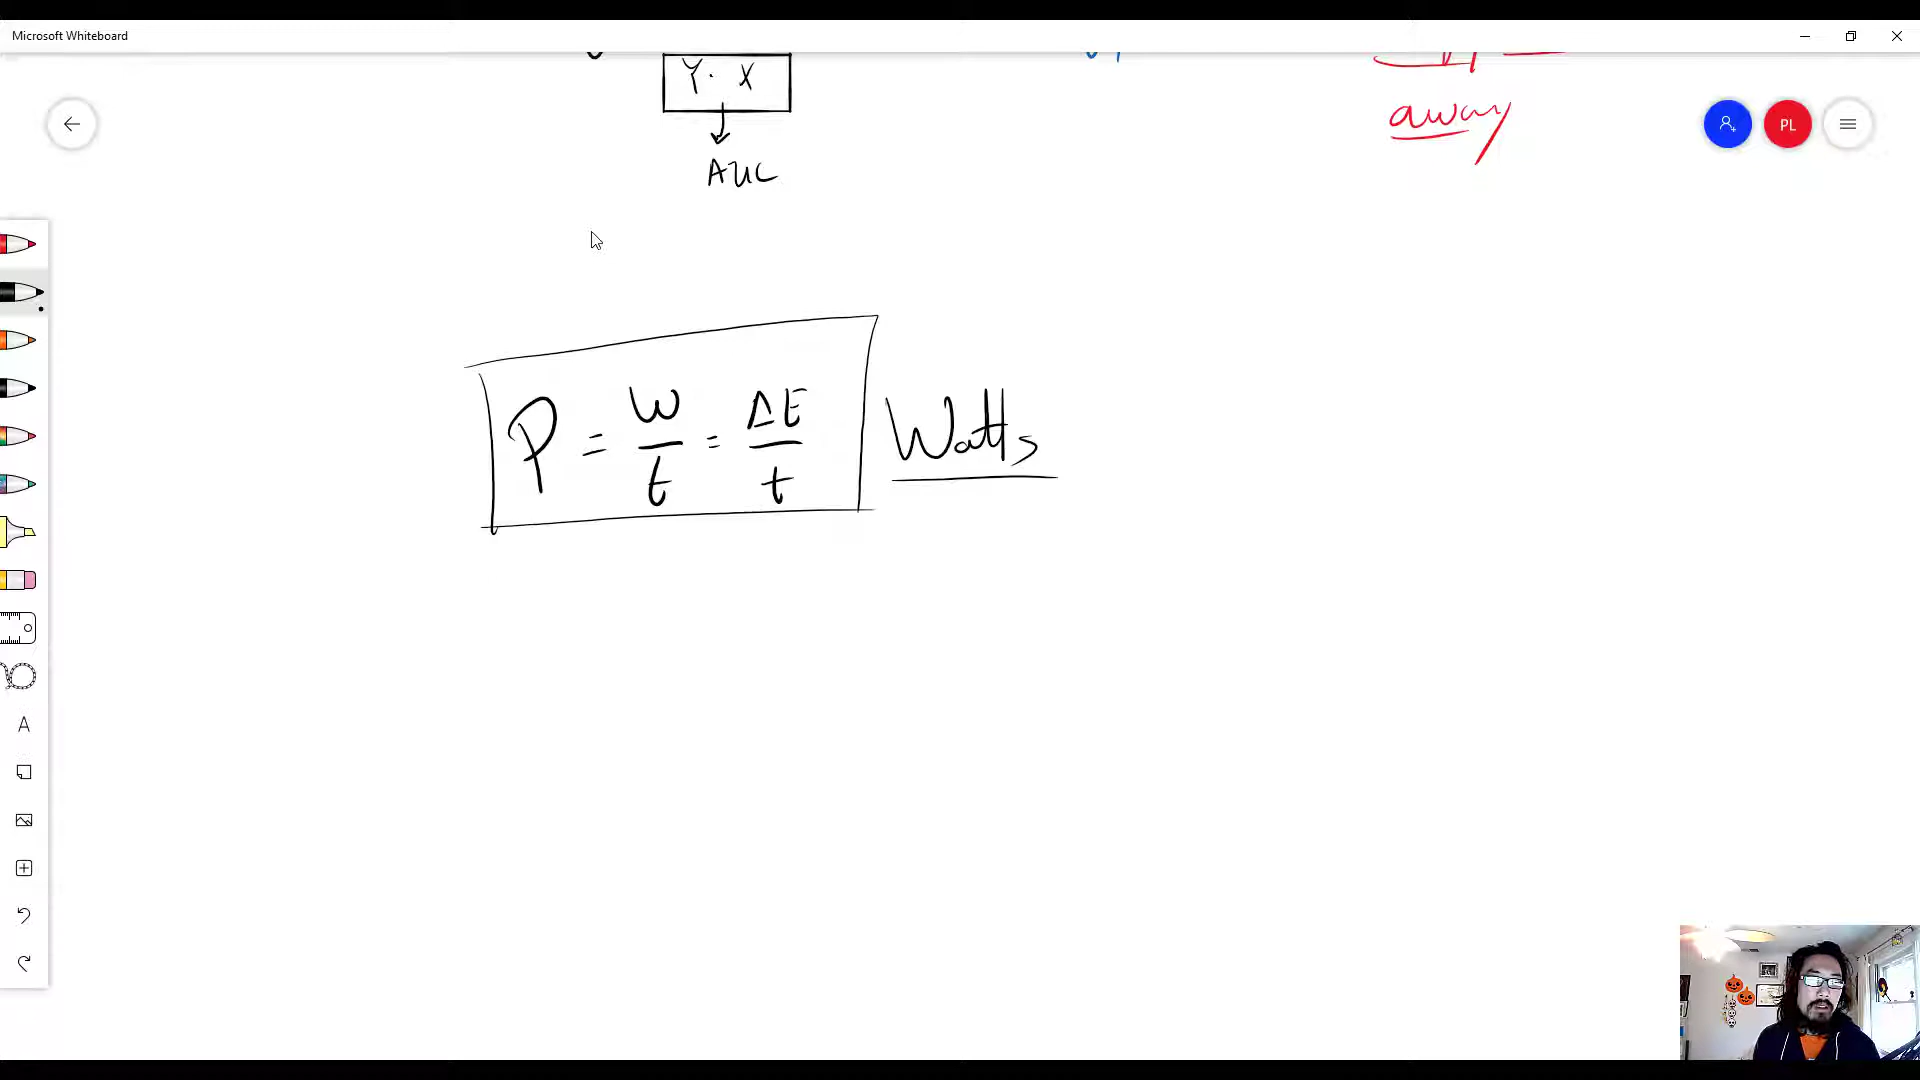 Microsoft Whiteboard
Y · X
away
PL
AUC
P = W/t = ΔE/t Watts
A